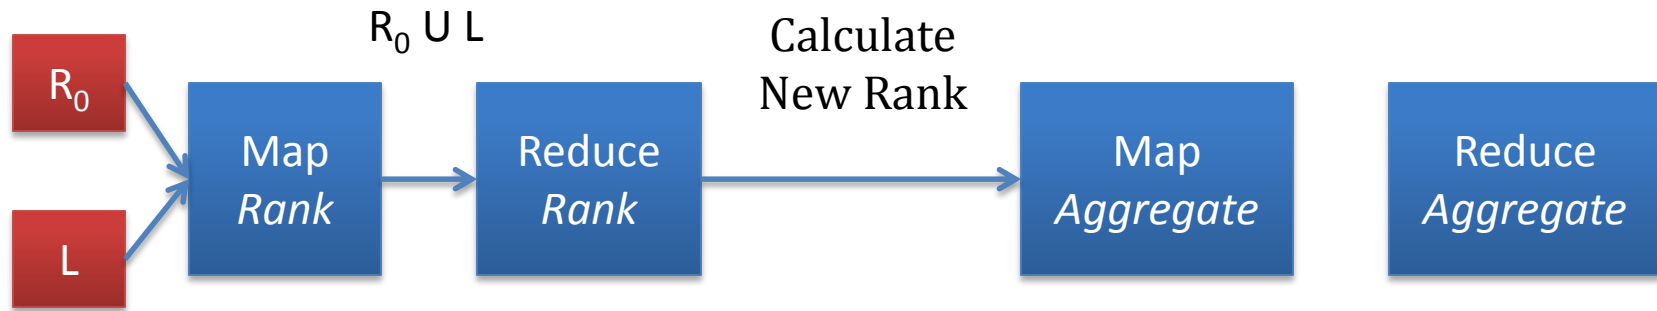 R₀ U L
Calculate
New Rank
R₀
L
Map
Rank
Reduce
Rank
Map
Aggregate
Reduce
Aggregate